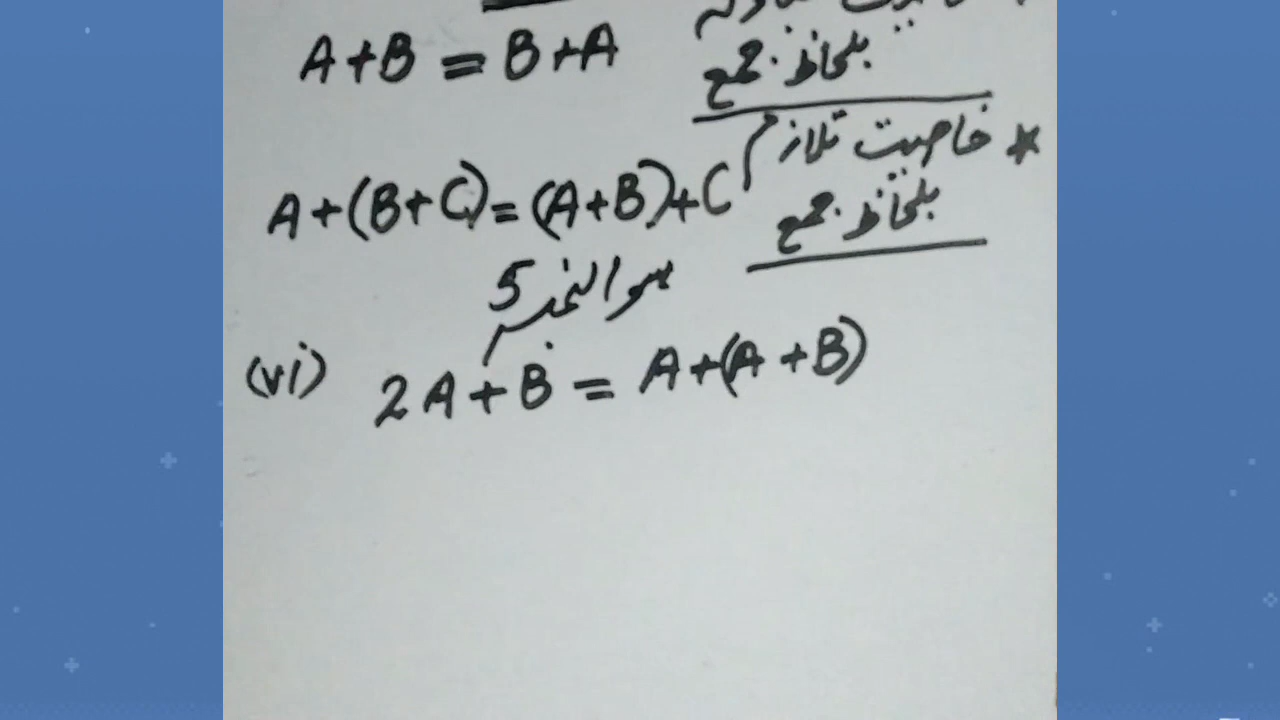 A+B = B+A
بلحاظ جمع
* خاصیت تلازم
A+(B+C)=(A+B)+C
بلحاظ جمع
سوال نمبر 5
(vi) 2A+B = A+(A+B)